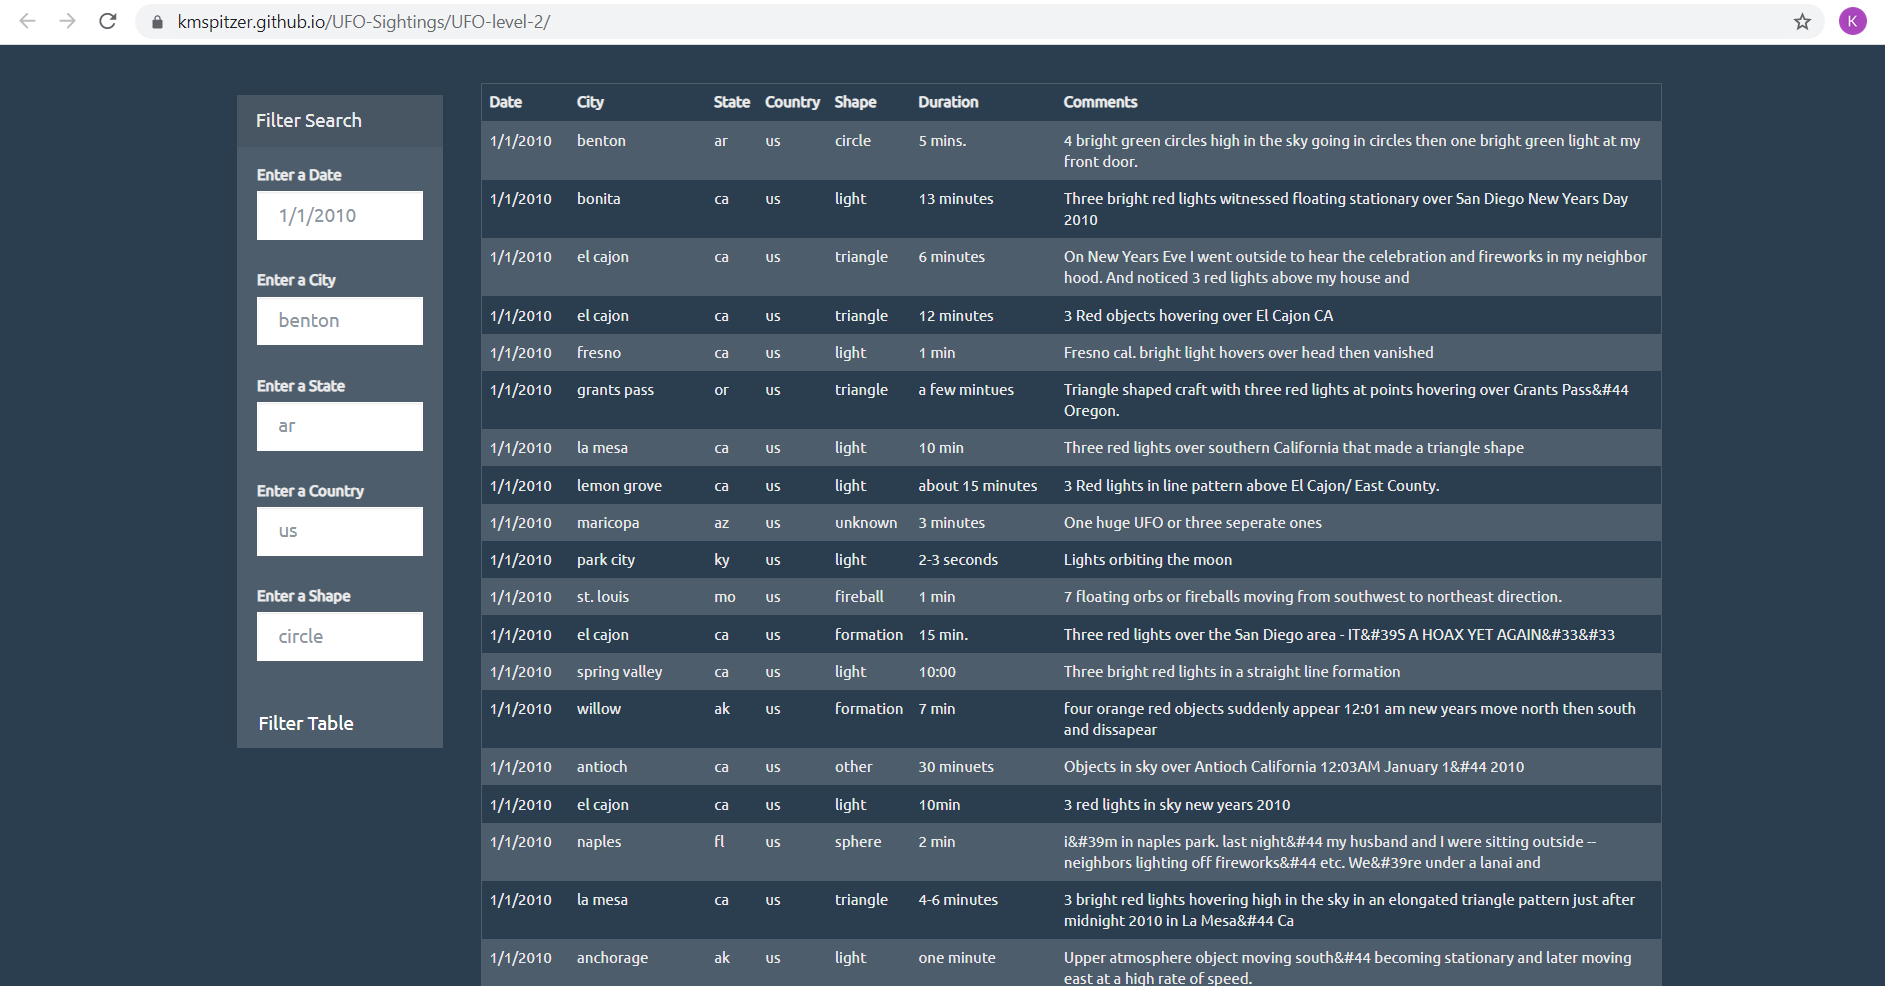 kmspitzer.github.io/UFO-Sightings/UFO-level-2/
K
Filter Search
Enter a Date
1/1/2010
Enter a City
benton
Enter a State
ar
Enter a Country
us
Enter a Shape
circle
Filter Table
Date City State Country Shape Duration Comments
1/1/2010 benton ar us circle 5 mins. 4 bright green circles high in the sky going in circles then one bright green light at my
front door.
1/1/2010 bonita ca us light 13 minutes Three bright red lights witnessed floating stationary over San Diego New Years Day
2010
1/1/2010 el cajon ca us triangle 6 minutes On New Years Eve I went outside to hear the celebration and fireworks in my neighbor
hood. And noticed 3 red lights above my house and
1/1/2010 el cajon ca us triangle 12 minutes 3 Red objects hovering over El Cajon CA
1/1/2010 fresno ca us light 1 min Fresno cal. bright light hovers over head then vanished
1/1/2010 grants pass or us triangle a few mintues Triangle shaped craft with three red lights at points hovering over Grants Pass&#44
Oregon.
1/1/2010 la mesa ca us light 10 min Three red lights over southern California that made a triangle shape
1/1/2010 lemon grove ca us light about 15 minutes 3 Red lights in line pattern above El Cajon/ East County.
1/1/2010 maricopa az us unknown 3 minutes One huge UFO or three seperate ones
1/1/2010 park city ky us light 2-3 seconds Lights orbiting the moon
1/1/2010 st. louis mo us fireball 1 min 7 floating orbs or fireballs moving from southwest to northeast direction.
1/1/2010 el cajon ca us formation 15 min. Three red lights over the San Diego area - IT&#39S A HOAX YET AGAIN&#33&#33
1/1/2010 spring valley ca us light 10:00 Three bright red lights in a straight line formation
1/1/2010 willow ak us formation 7 min four orange red objects suddenly appear 12:01 am new years move north then south
and dissapear
1/1/2010 antioch ca us other 30 minuets Objects in sky over Antioch California 12:03AM January 1&#44 2010
1/1/2010 el cajon ca us light 10min 3 red lights in sky new years 2010
1/1/2010 naples fl us sphere 2 min i&#39m in naples park. last night&#44 my husband and I were sitting outside --
neighbors lighting off fireworks&#44 etc. We&#39re under a lanai and
1/1/2010 la mesa ca us triangle 4-6 minutes 3 bright red lights hovering high in the sky in an elongated triangle pattern just after
midnight 2010 in La Mesa&#44 Ca
1/1/2010 anchorage ak us light one minute Upper atmosphere object moving south&#44 becoming stationary and later moving
east at a high rate of speed.